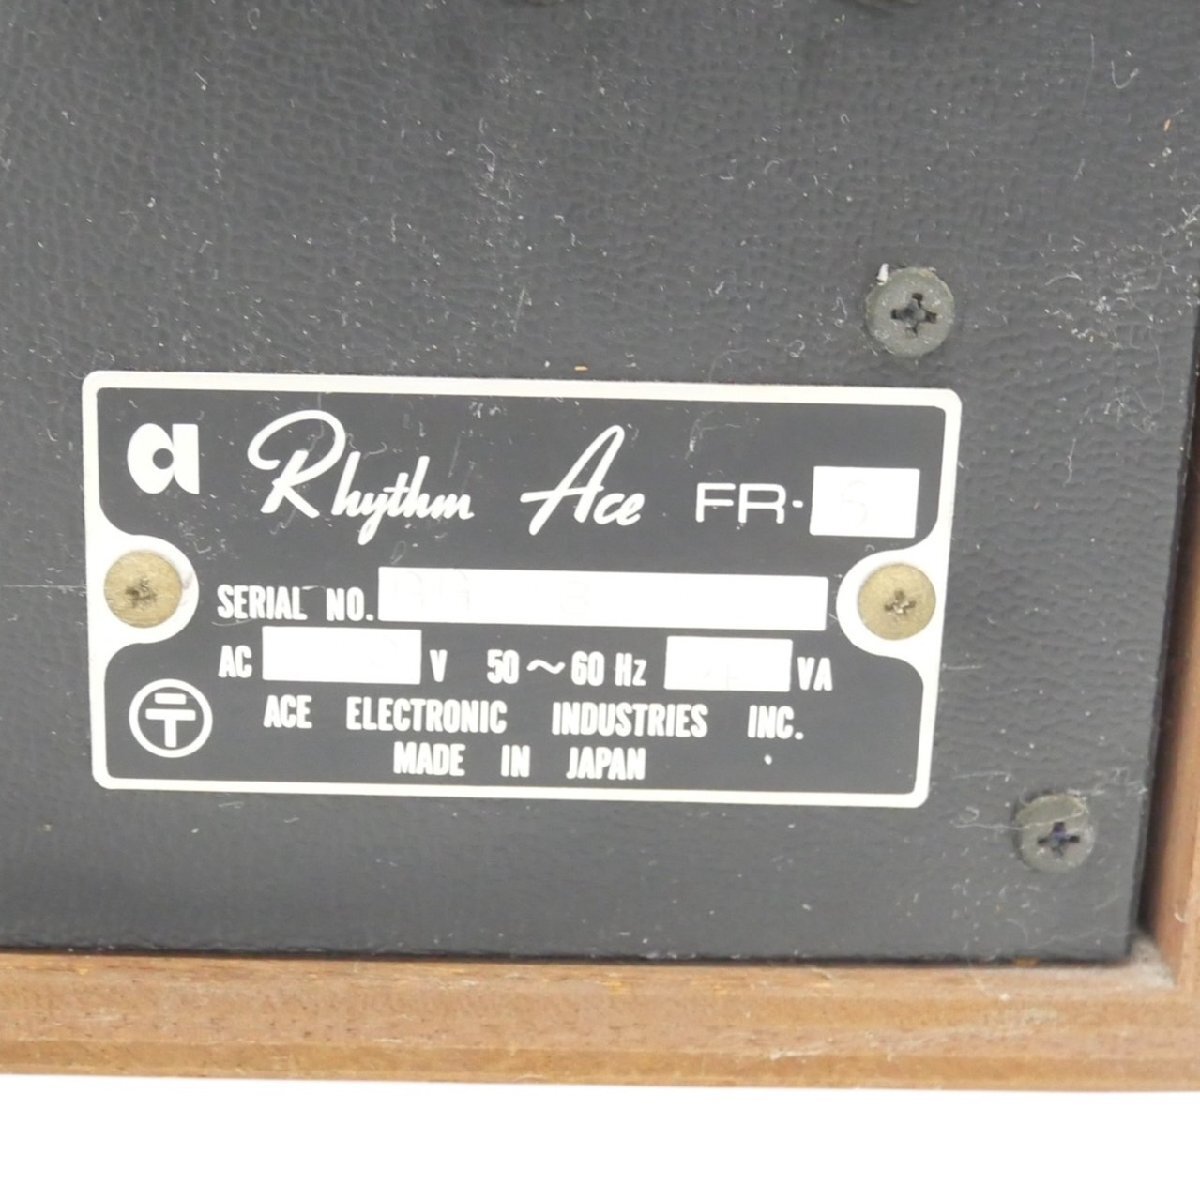 a Rhythm Ace FR-
SERIAL NO.
AC V 50~60 Hz VA
ACE ELECTRONIC INDUSTRIES INC.
MADE IN JAPAN